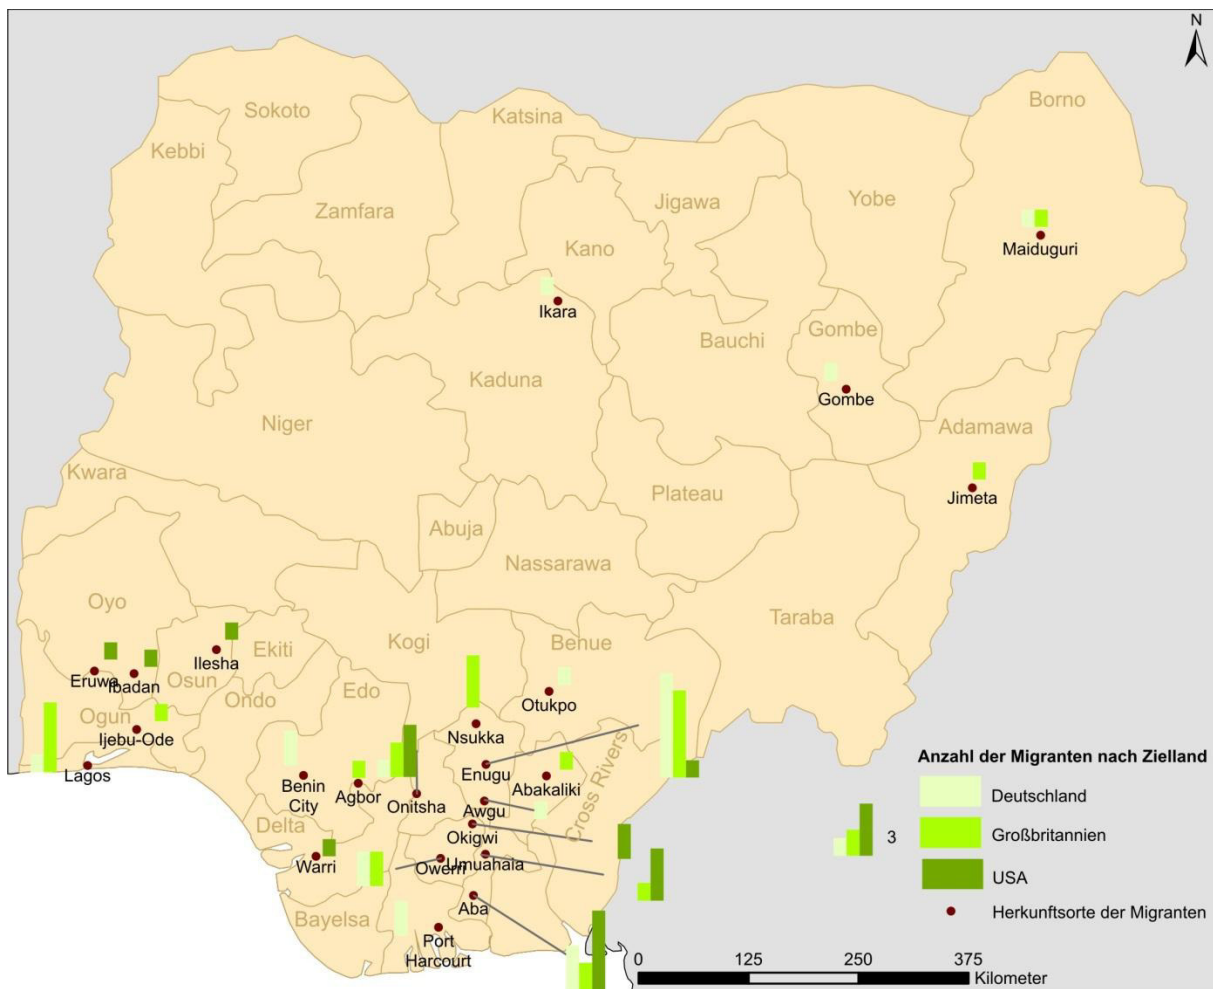 N
Borno
Sokoto
Katsina
Kebbi
Yobe
Jigawa
Zamfara
Kano
Maiduguri
Ikara
Gombe
Bauchi
Kaduna
Gombe
Niger
Adamawa
Kwara
Plateau
Jimeta
Abuja
Nassarawa
Oyo
Taraba
Kogi
Benue
Ekiti
Ilesha
Eruwa
Ibadan
Osun
Edo
Ondo
Otukpo
Ogun
Ijebu-Ode
Nsukka
Cross Rivers
Lagos
Enugu
Benin
City
Agbor
Onitsha
Abakaliki
Awgu
Delta
Okigwi
Warri
Owerri
Umuahaia
Aba
Bayelsa
Port
Harcourt
Anzahl der Migranten nach Zielland
Deutschland
3
Großbritannien
USA
Herkunftsorte der Migranten
0 125 250 375
Kilometer